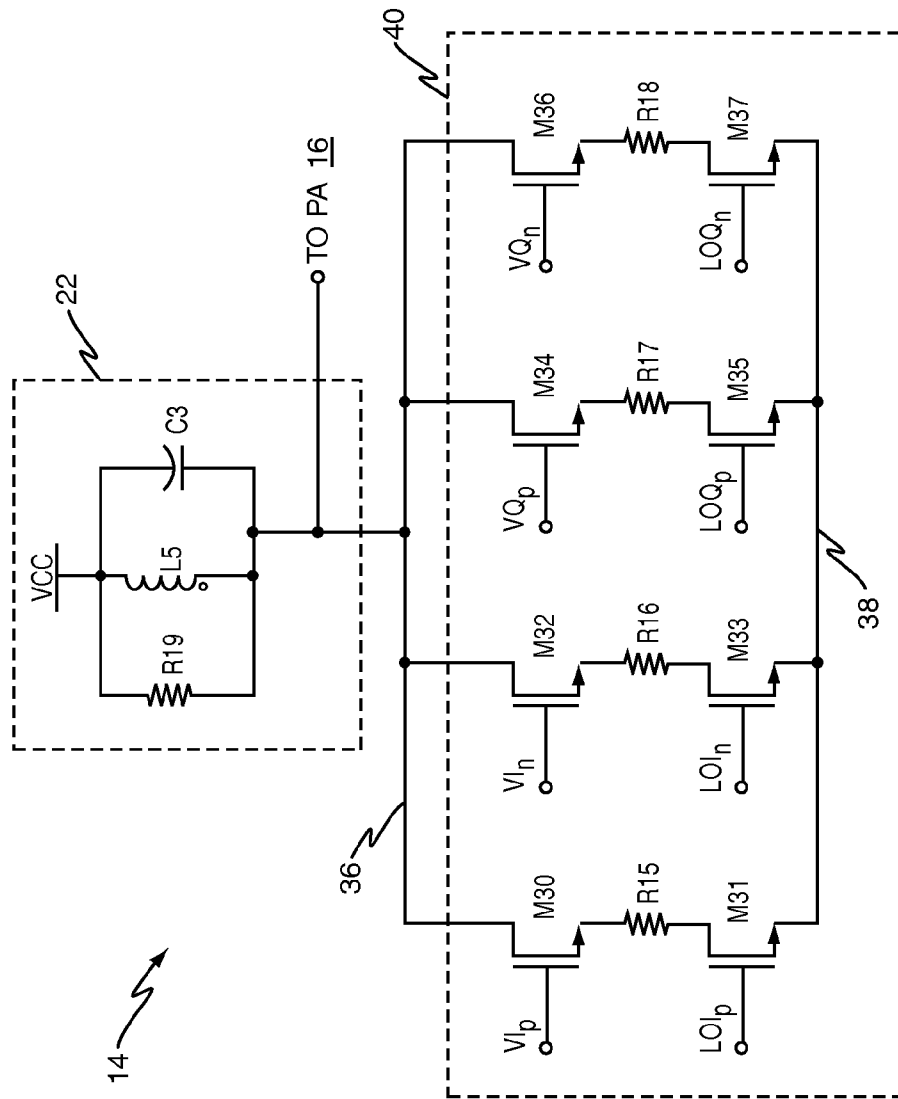 14
22
VCC
R19
L5
C3
TO PA 16
36
40
VIp
M30
R15
LOIp
M31
VIn
M32
R16
LOIn
M33
VQp
M34
R17
LOQp
M35
VQn
M36
R18
LOQn
M37
38